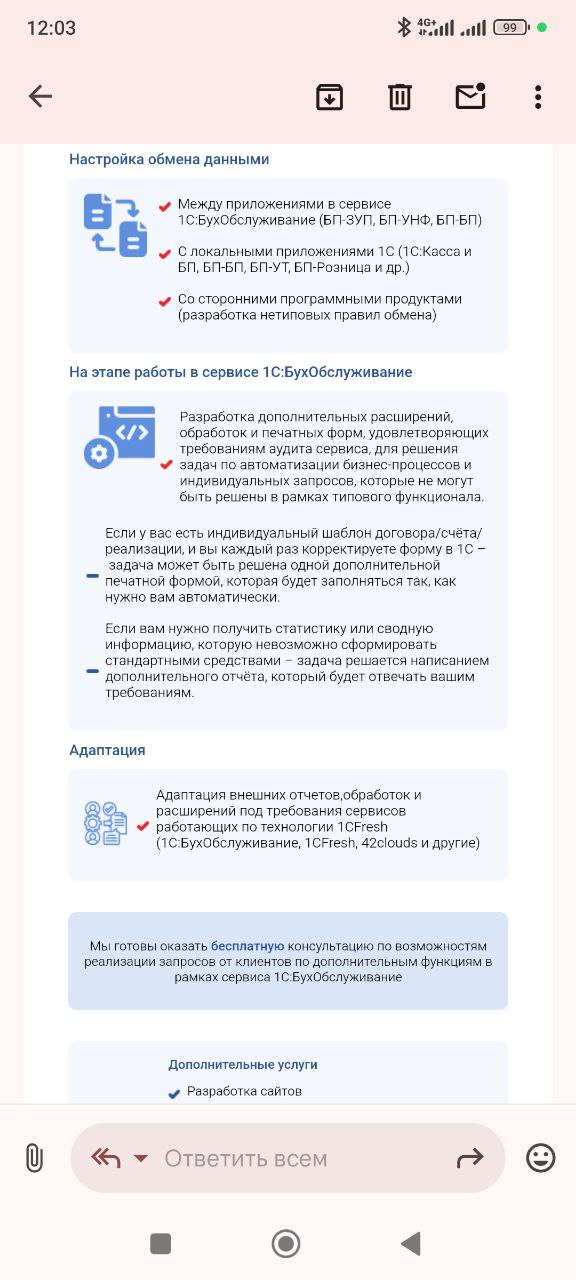 12:03
4G+
99
Настройка обмена данными
Между приложениями в сервисе
1С:БухОбслуживание (БП-ЗУП, БП-УНФ, БП-БП)
С локальными приложениями 1С (1С:Касса и
БП, БП-БП, БП-УТ, БП-Розница и др.)
Со сторонними программными продуктами
(разработка нетиповых правил обмена)
На этапе работы в сервисе 1С:БухОбслуживание
Разработка дополнительных расширений,
обработок и печатных форм, удовлетворяющих
требованиям аудита сервиса, для решения
задач по автоматизации бизнес-процессов и
индивидуальных запросов, которые не могут
быть решены в рамках типового функционала.
Если у вас есть индивидуальный шаблон договора/счёта/
реализации, и вы каждый раз корректируете форму в 1С –
задача может быть решена одной дополнительной
печатной формой, которая будет заполняться так, как
нужно вам автоматически.
Если вам нужно получить статистику или сводную
информацию, которую невозможно сформировать
стандартными средствами – задача решается написанием
дополнительного отчёта, который будет отвечать вашим
требованиям.
Адаптация
Адаптация внешних отчетов,обработок и
расширений под требования сервисов
работающих по технологии 1CFresh
(1С:БухОбслуживание, 1CFresh, 42clouds и другие)
Мы готовы оказать бесплатную консультацию по возможностям
реализации запросов от клиентов по дополнительным функциям в
рамках сервиса 1С:БухОбслуживание
Дополнительные услуги
Разработка сайтов
Ответить всем